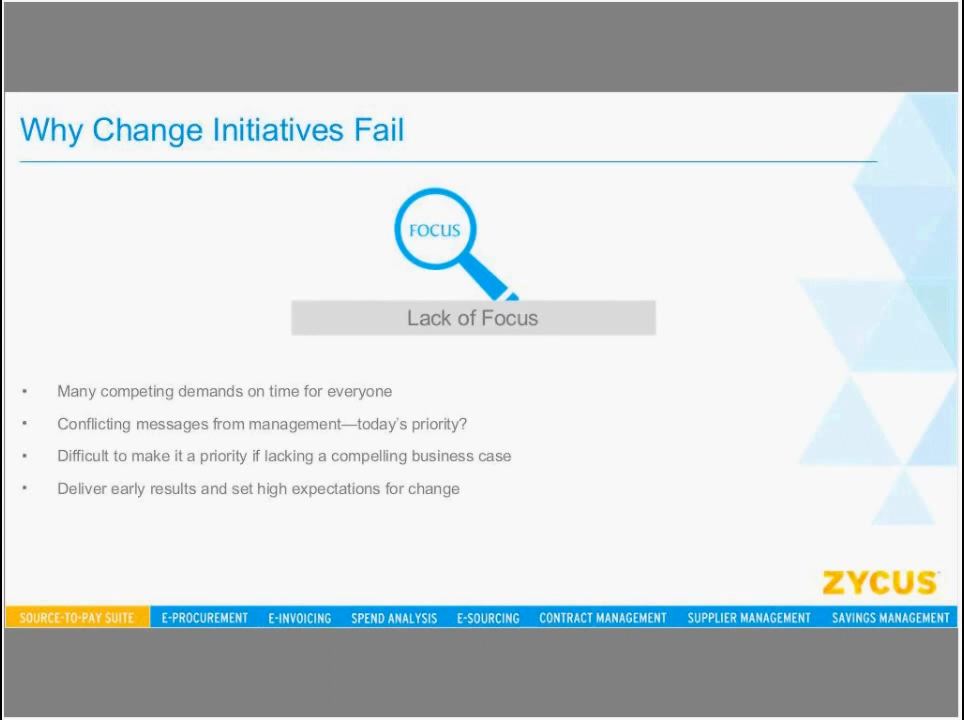 Why Change Initiatives Fail
FOCUS
Lack of Focus
• Many competing demands on time for everyone
• Conflicting messages from management—today's priority?
• Difficult to make it a priority if lacking a compelling business case
• Deliver early results and set high expectations for change
ZYCUS
SOURCE-TO-PAY SUITE E-PROCUREMENT E-INVOICING SPEND ANALYSIS E-SOURCING CONTRACT MANAGEMENT SUPPLIER MANAGEMENT SAVINGS MANAGEMENT